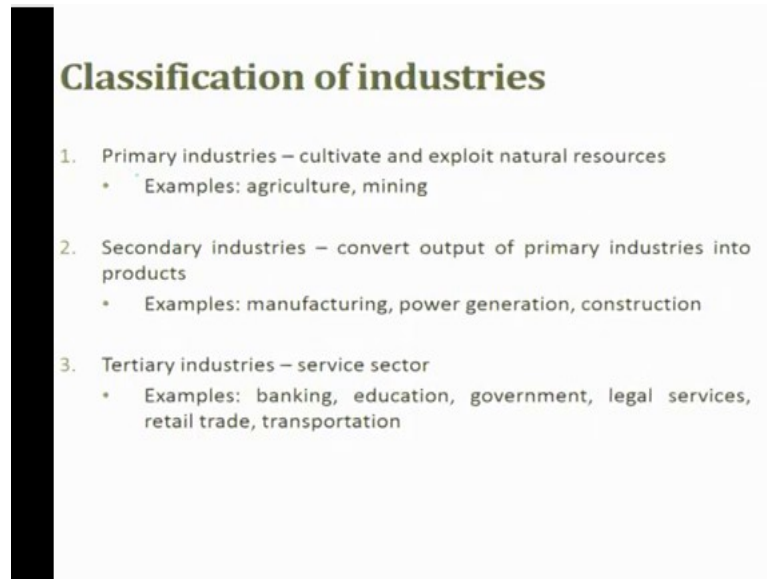 Classification of industries
1. Primary industries – cultivate and exploit natural resources
• Examples: agriculture, mining
2. Secondary industries – convert output of primary industries into
products
• Examples: manufacturing, power generation, construction
3. Tertiary industries – service sector
• Examples: banking, education, government, legal services,
retail trade, transportation